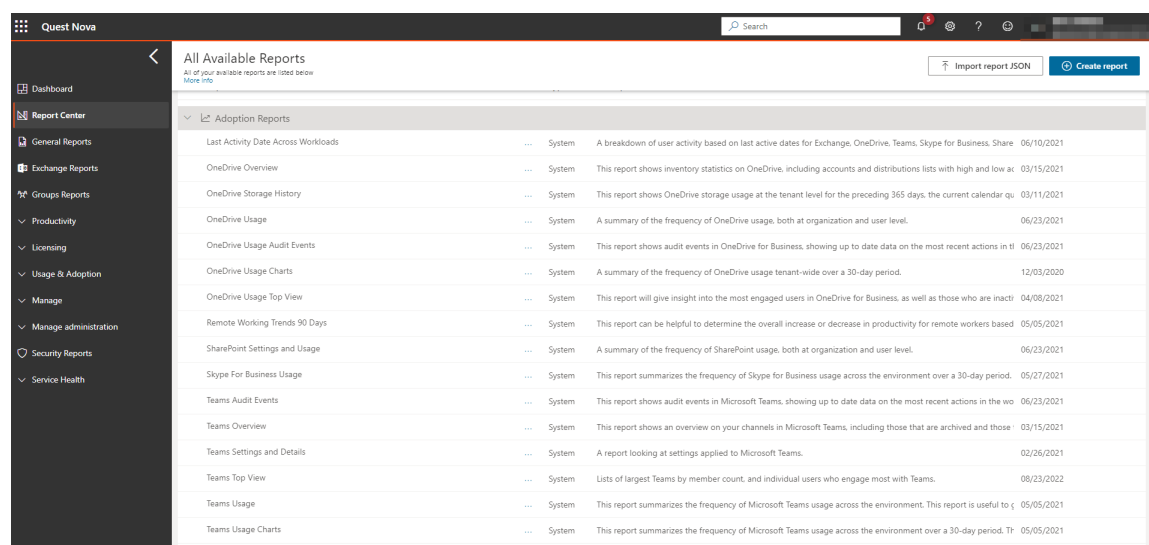 Quest Nova
Search
5
?
All Available Reports
All of your available reports are listed below
More info
Import report JSON
Create report
Dashboard
Report Center
General Reports
Exchange Reports
Groups Reports
Productivity
Licensing
Usage & Adoption
Manage
Manage administration
Security Reports
Service Health
Adoption Reports
Last Activity Date Across Workloads ... System A breakdown of user activity based on last active dates for Exchange, OneDrive, Teams, Skype for Business, Share 06/10/2021
OneDrive Overview ... System This report shows inventory statistics on OneDrive, including accounts and distributions lists with high and low ac 03/15/2021
OneDrive Storage History ... System This report shows OneDrive storage usage at the tenant level for the preceding 365 days, the current calendar qu 03/11/2021
OneDrive Usage ... System A summary of the frequency of OneDrive usage, both at organization and user level. 06/23/2021
OneDrive Usage Audit Events ... System This report shows audit events in OneDrive for Business, showing up to date data on the most recent actions in 06/23/2021
OneDrive Usage Charts ... System A summary of the frequency of OneDrive usage tenant-wide over a 30-day period. 12/03/2020
OneDrive Usage Top View ... System This report will give insight into the most engaged users in OneDrive for Business, as well as those who are inacti 04/08/2021
Remote Working Trends 90 Days ... System This report can be helpful to determine the overall increase or decrease in productivity for remote workers based 05/05/2021
SharePoint Settings and Usage ... System A summary of the frequency of SharePoint usage, both at organization and user level. 06/23/2021
Skype For Business Usage ... System This report summarizes the frequency of Skype for Business usage across the environment over a 30-day period. 05/27/2021
Teams Audit Events ... System This report shows audit events in Microsoft Teams, showing up to date data on the most recent actions in the wo 06/23/2021
Teams Overview ... System This report shows an overview on your channels in Microsoft Teams, including those that are archived and those 03/15/2021
Teams Settings and Details ... System A report looking at settings applied to Microsoft Teams. 02/26/2021
Teams Top View ... System Lists of largest Teams by member count, and individual users who engage most with Teams. 08/23/2022
Teams Usage ... System This report summarizes the frequency of Microsoft Teams usage across the environment. This report is useful to 05/05/2021
Teams Usage Charts ... System This report summarizes the frequency of Microsoft Teams usage across the environment over a 30-day period. 05/05/2021